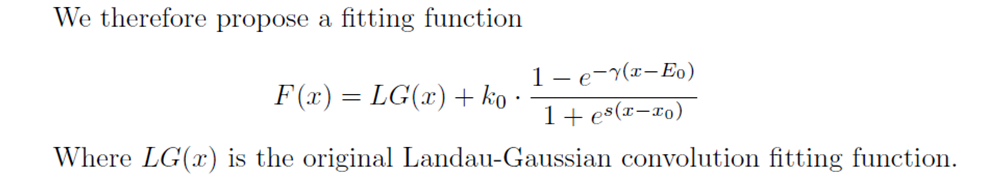 We therefore propose a fitting function
F(x) = LG(x) + k₀ · \frac{1 − e^{−γ(x−E₀)}}{1 + e^{s(x−x₀)}}
Where LG(x) is the original Landau-Gaussian convolution fitting function.